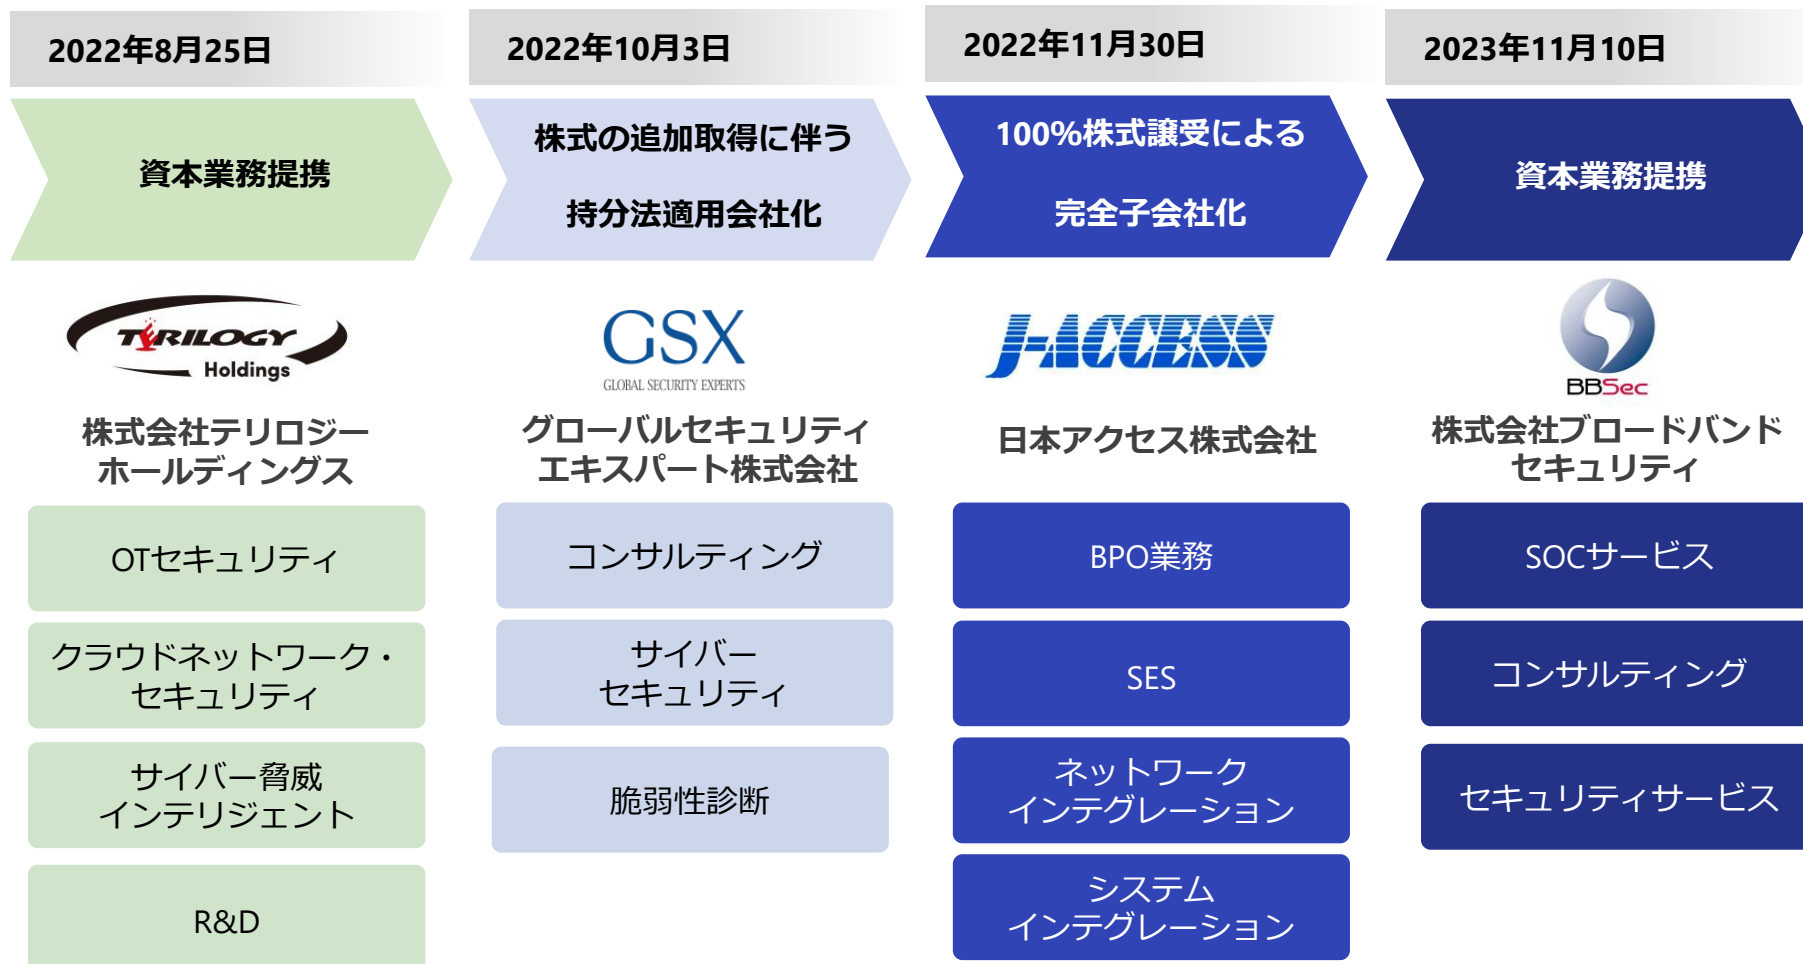 2022年8月25日
資本業務提携
TERILOGY
Holdings
株式会社テリロジー
ホールディングス
OTセキュリティ
クラウドネットワーク・
セキュリティ
サイバー脅威
インテリジェント
R&D
2022年10月3日
株式の追加取得に伴う
持分法適用会社化
GSX
GLOBAL SECURITY EXPERTS
グローバルセキュリティ
エキスパート株式会社
コンサルティング
サイバー
セキュリティ
脆弱性診断
2022年11月30日
100%株式譲受による
完全子会社化
J-ACCESS
日本アクセス株式会社
BPO業務
SES
ネットワーク
インテグレーション
システム
インテグレーション
2023年11月10日
資本業務提携
BBSec
株式会社ブロードバンド
セキュリティ
SOCサービス
コンサルティング
セキュリティサービス